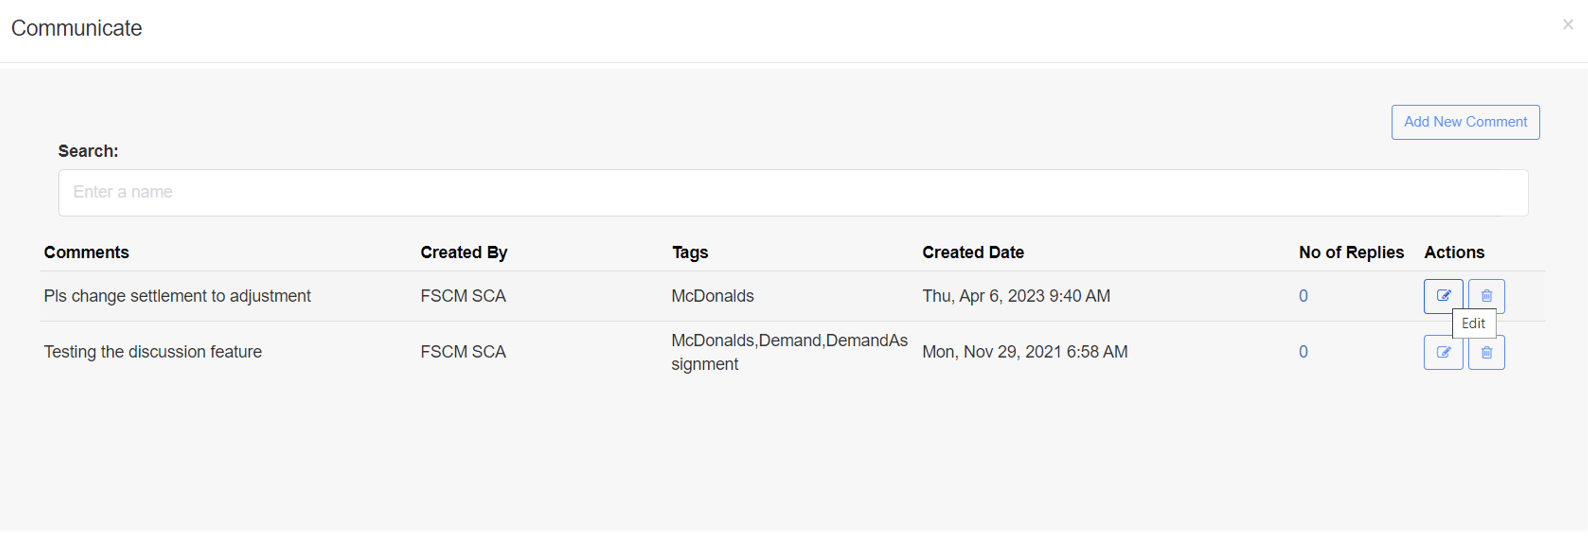 Communicate
×
Add New Comment
Search:
Enter a name
Comments Created By Tags Created Date No of Replies Actions
Pls change settlement to adjustment FSCM SCA McDonalds Thu, Apr 6, 2023 9:40 AM 0
Edit
Testing the discussion feature FSCM SCA McDonalds,Demand,DemandAs Mon, Nov 29, 2021 6:58 AM 0
signment